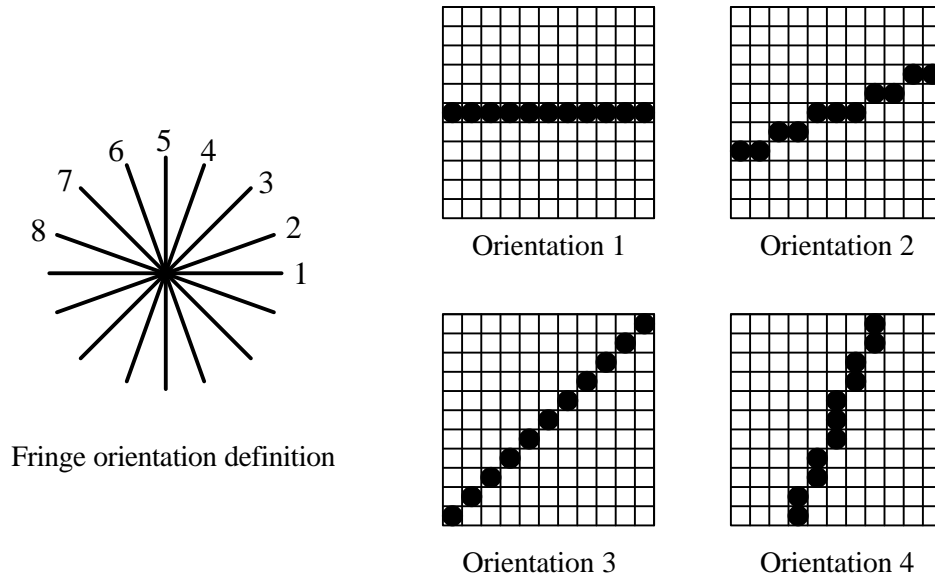 5
6
4
7
3
8
2
1
Fringe orientation definition
Orientation 1
Orientation 2
Orientation 3
Orientation 4